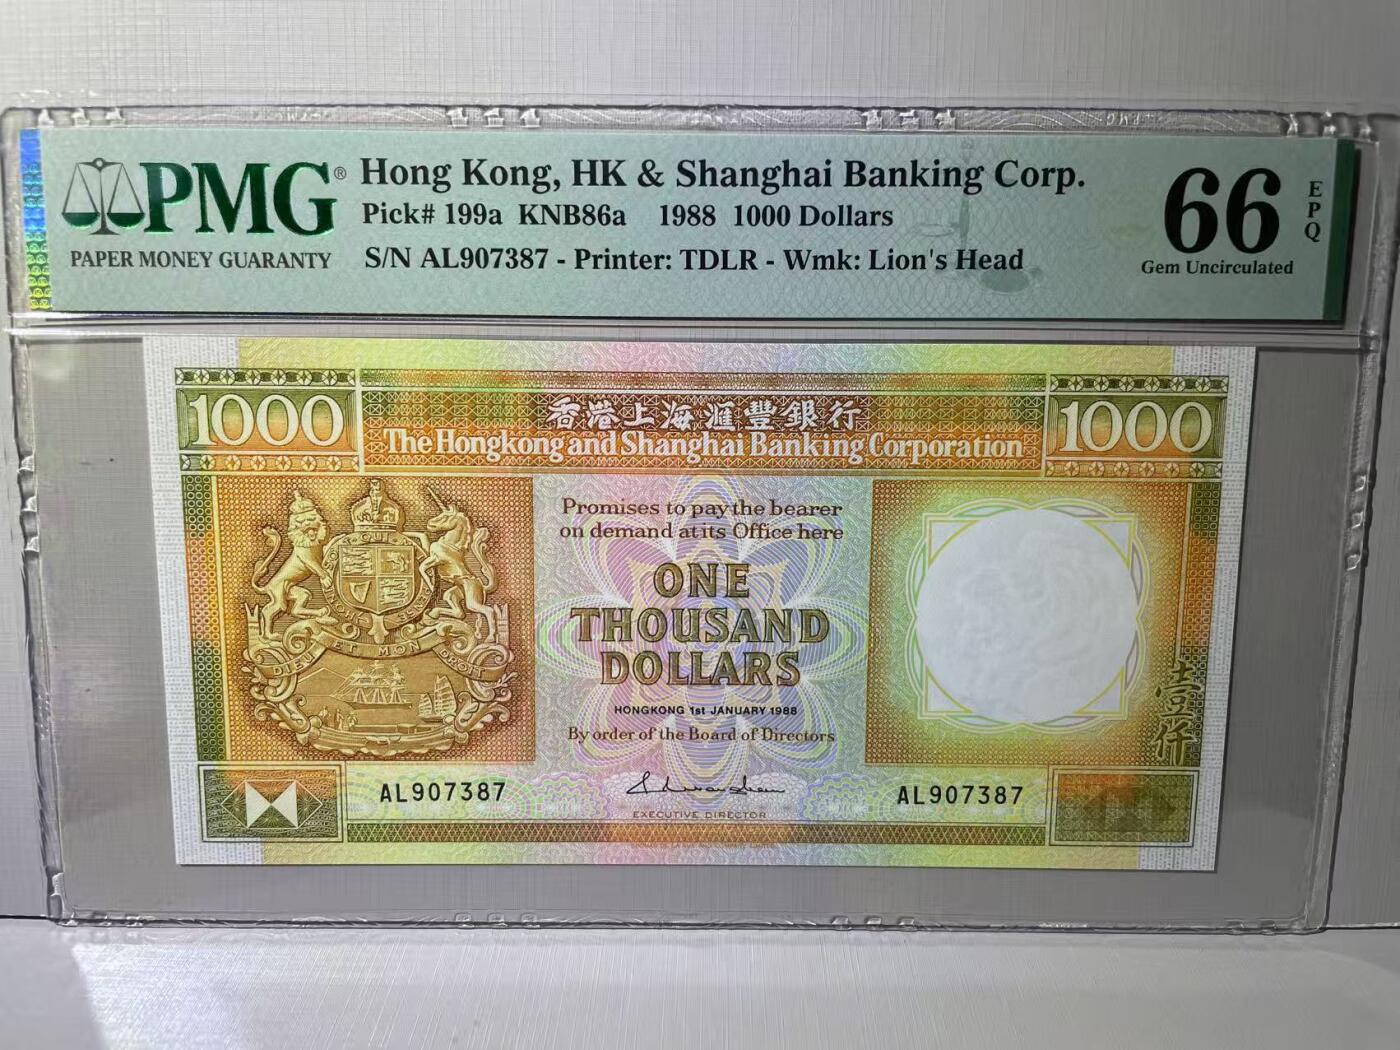 PMG®
PAPER MONEY GUARANTY
Hong Kong, HK & Shanghai Banking Corp.
Pick# 199a KNB86a 1988 1000 Dollars
S/N AL907387 - Printer: TDLR - Wmk: Lion's Head
66
EPQ
Gem Uncirculated
1000
香港上海滙豐銀行
The Hongkong and Shanghai Banking Corporation
1000
Promises to pay the bearer
on demand at its Office here
ONE
THOUSAND
DOLLARS
HONGKONG 1st JANUARY 1988
By order of the Board of Directors
DIEU ET MON DROIT
壹仟
AL907387
EXECUTIVE DIRECTOR
AL907387